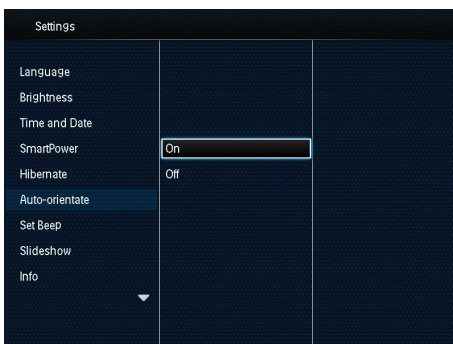 Settings
Language
Brightness
Time and Date
SmartPower
On
Hibernate
Off
Auto-orientate
Set Beep
Slideshow
Info